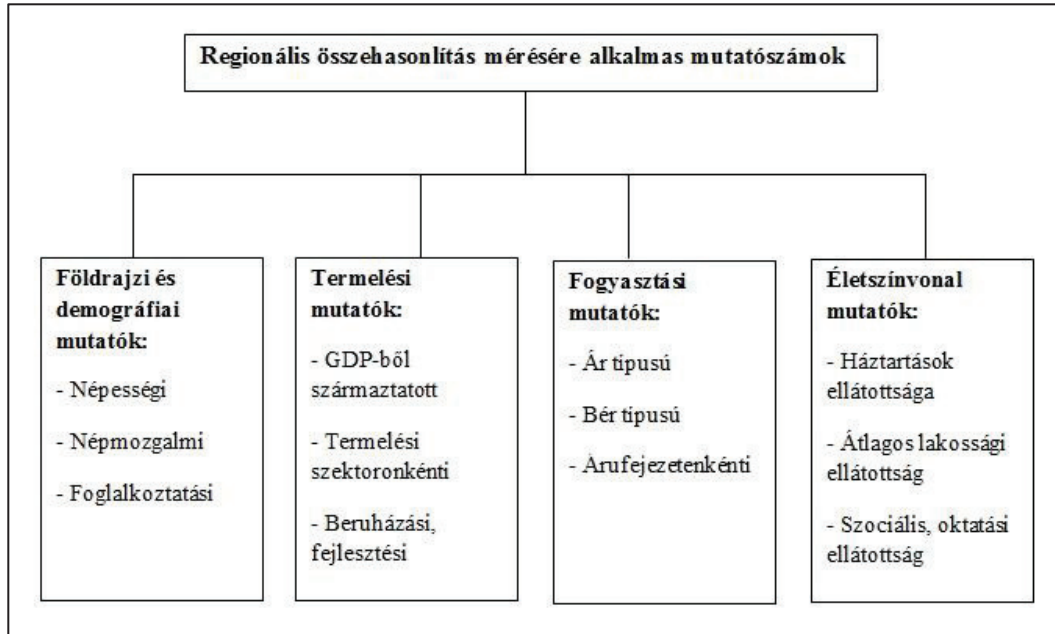 Regionális összehasonlítás mérésére alkalmas mutatószámok
Földrajzi és
demográfiai
mutatók:
- Népességi
- Népmozgalmi
- Foglalkoztatási
Termelési
mutatók:
- GDP-ből
származtatott
- Termelési
szektoronkénti
- Beruházási,
fejlesztési
Fogyasztási
mutatók:
- Ár típusú
- Bér típusú
- Árufejezetenkénti
Életszínvonal
mutatók:
- Háztartások
ellátottsága
- Átlagos lakossági
ellátottság
- Szociális, oktatási
ellátottság